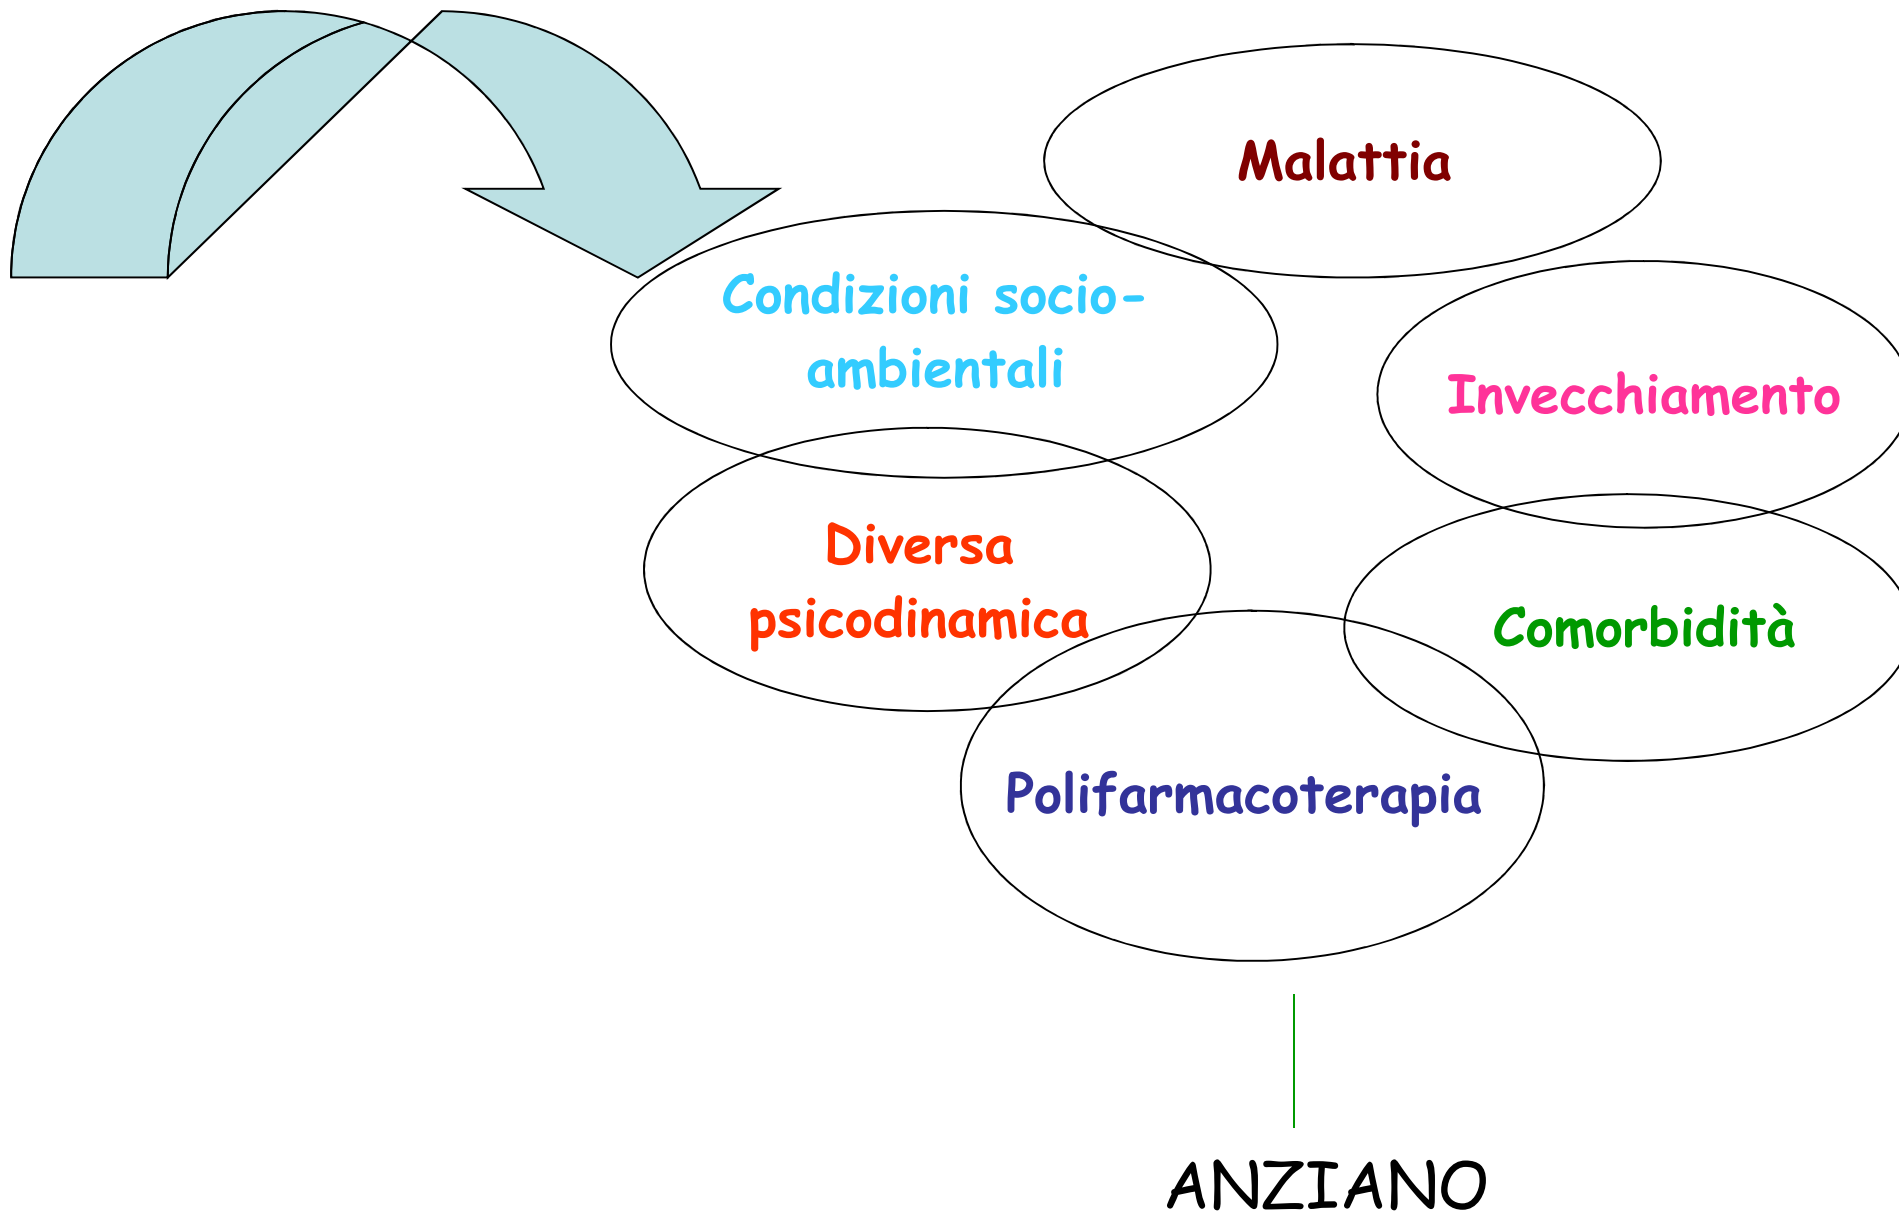 Malattia
Condizioni socio-
ambientali
Invecchiamento
Diversa
psicodinamica
Comorbidità
Polifarmacoterapia
ANZIANO